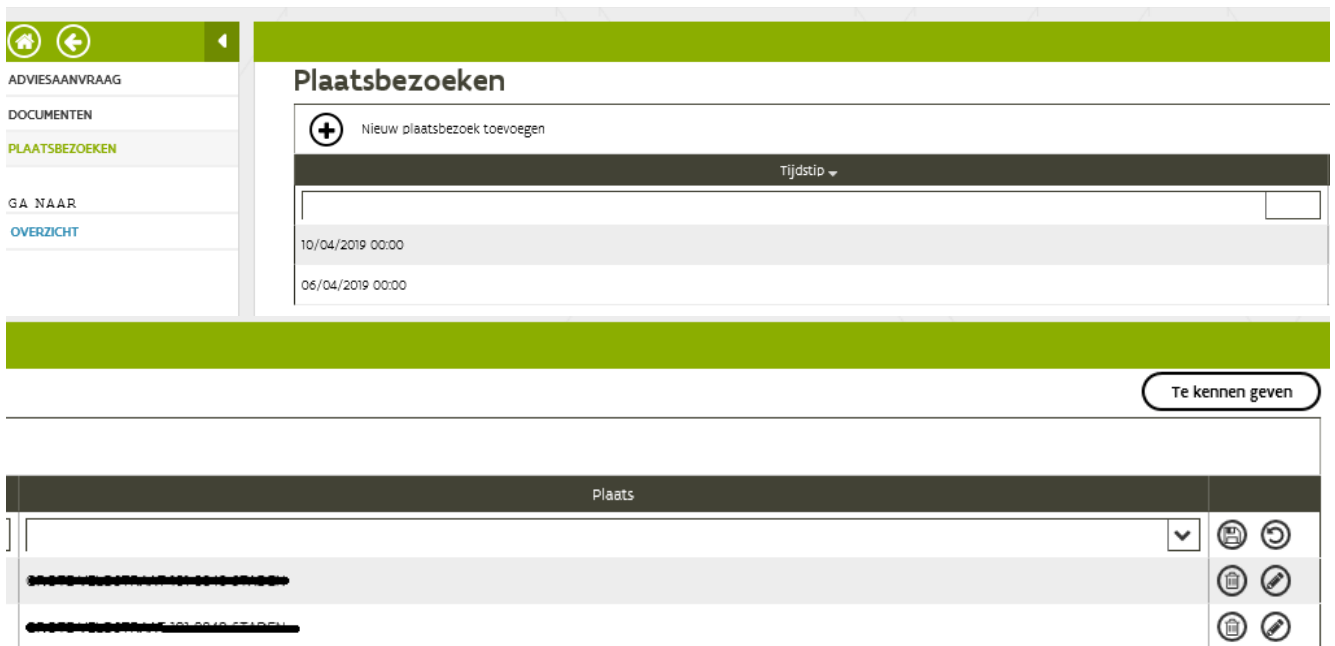 ADVIESAANVRAAG
DOCUMENTEN
PLAATSBEZOEKEN
GA NAAR
OVERZICHT
Plaatsbezoeken
Nieuw plaatsbezoek toevoegen
Tijdstip
10/04/2019 00:00
06/04/2019 00:00
Te kennen geven
Plaats